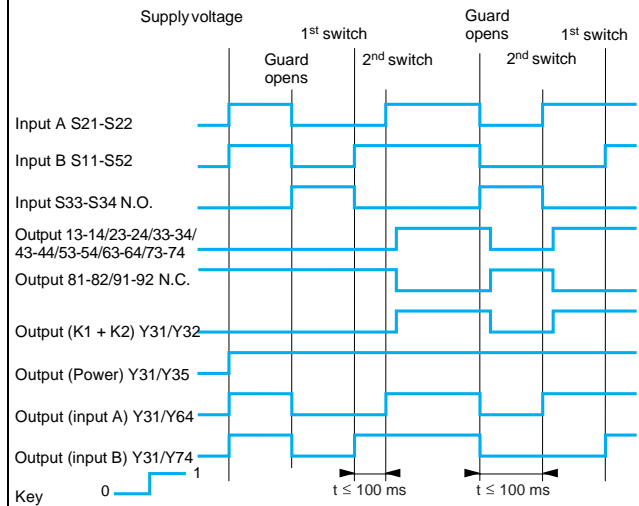 Supply voltage
Guard
opens
1st switch
1st switch
Guard
opens
2nd switch
2nd switch
Input A S21-S22
Input B S11-S52
Input S33-S34 N.O.
Output 13-14/23-24/33-34/
43-44/53-54/63-64/73-74
Output 81-82/91-92 N.C.
Output (K1 + K2) Y31/Y32
Output (Power) Y31/Y35
Output (input A) Y31/Y64
Output (input B) Y31/Y74
Key 0 1
t ≤ 100 ms
t ≤ 100 ms